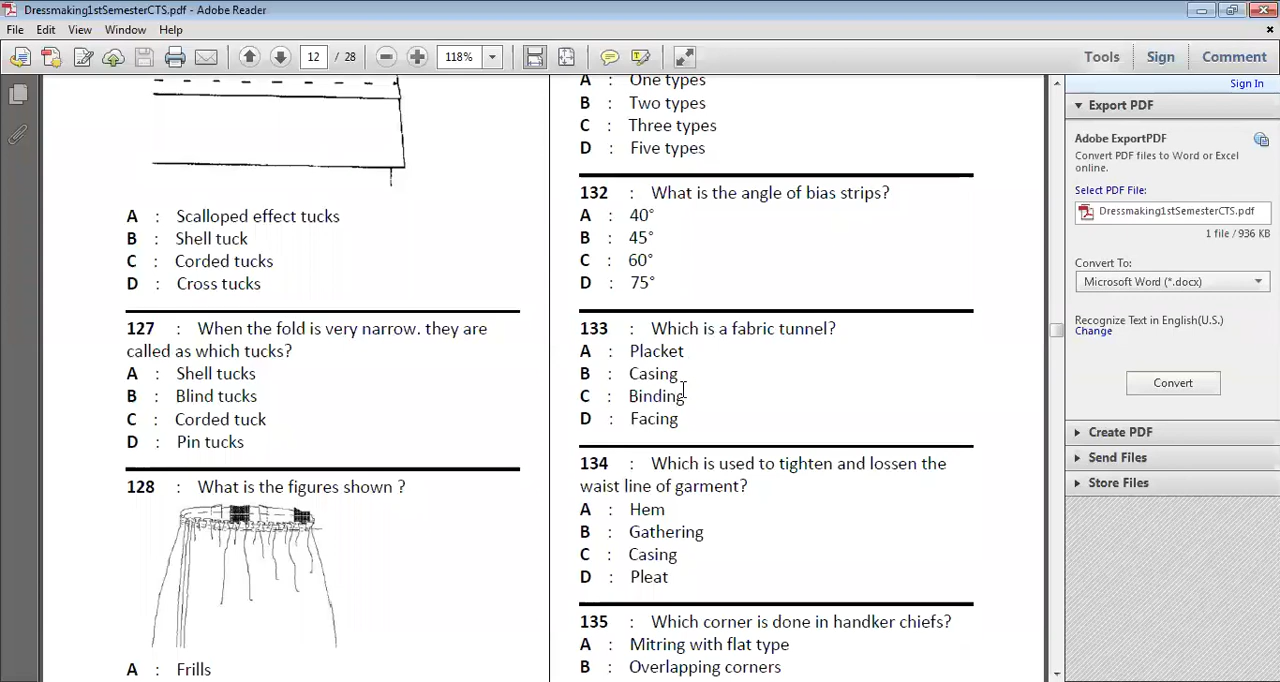 DressmakingTSemesterCTS.pdf - Adobe Reader
File Edit View Window Help
12 / 28 118% Tools Sign Comment
A : Scalloped effect tucks
B : Shell tuck
C : Corded tucks
D : Cross tucks
127 : When the fold is very narrow. they are
called as which tucks?
A : Shell tucks
B : Blind tucks
C : Corded tuck
D : Pin tucks
128 : What is the figures shown ?
A : Frills
A : One types
B : Two types
C : Three types
D : Five types
132 : What is the angle of bias strips?
A : 40°
B : 45°
C : 60°
D : 75°
133 : Which is a fabric tunnel?
A : Placket
B : Casing
C : Binding
D : Facing
134 : Which is used to tighten and lossen the
waist line of garment?
A : Hem
B : Gathering
C : Casing
D : Pleat
135 : Which corner is done in handker chiefs?
A : Mitring with flat type
B : Overlapping corners
Sign In
Export PDF
Adobe ExportPDF
Convert PDF files to Word or Excel
online.
Select PDF File:
Dressmaking1stSemesterCTS.pdf
1 file / 936 KB
Convert To:
Microsoft Word (*.docx)
Recognize Text in English(U.S.)
Change
Convert
Create PDF
Send Files
Store Files